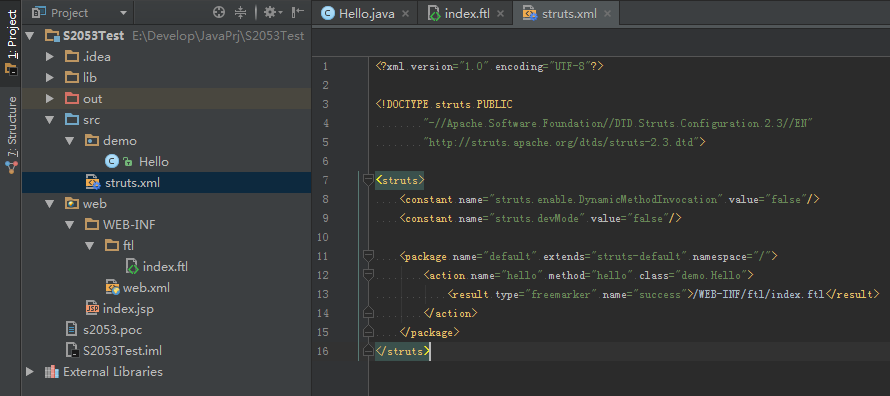 Project
Hello.java
index.ftl
struts.xml
1: Project
7: Structure
S2053Test E:\Develop\JavaPrj\S2053Test
.idea
lib
out
src
demo
Hello
struts.xml
web
WEB-INF
ftl
index.ftl
web.xml
index.jsp
s2053.poc
S2053Test.iml
External Libraries
1 <?xml version="1.0" encoding="UTF-8"?>
2
3 <!DOCTYPE struts PUBLIC
4 "-//Apache Software Foundation//DTD Struts Configuration 2.3//EN"
5 "http://struts.apache.org/dtds/struts-2.3.dtd">
6
7 <struts>
8 <constant name="struts.enable.DynamicMethodInvocation" value="false"/>
9 <constant name="struts.devMode" value="false"/>
10
11 <package name="default" extends="struts-default" namespace="/">
12 <action name="hello" method="hello" class="demo.Hello">
13 <result type="freemarker" name="success">/WEB-INF/ftl/index.ftl</result>
14 </action>
15 </package>
16 </struts>